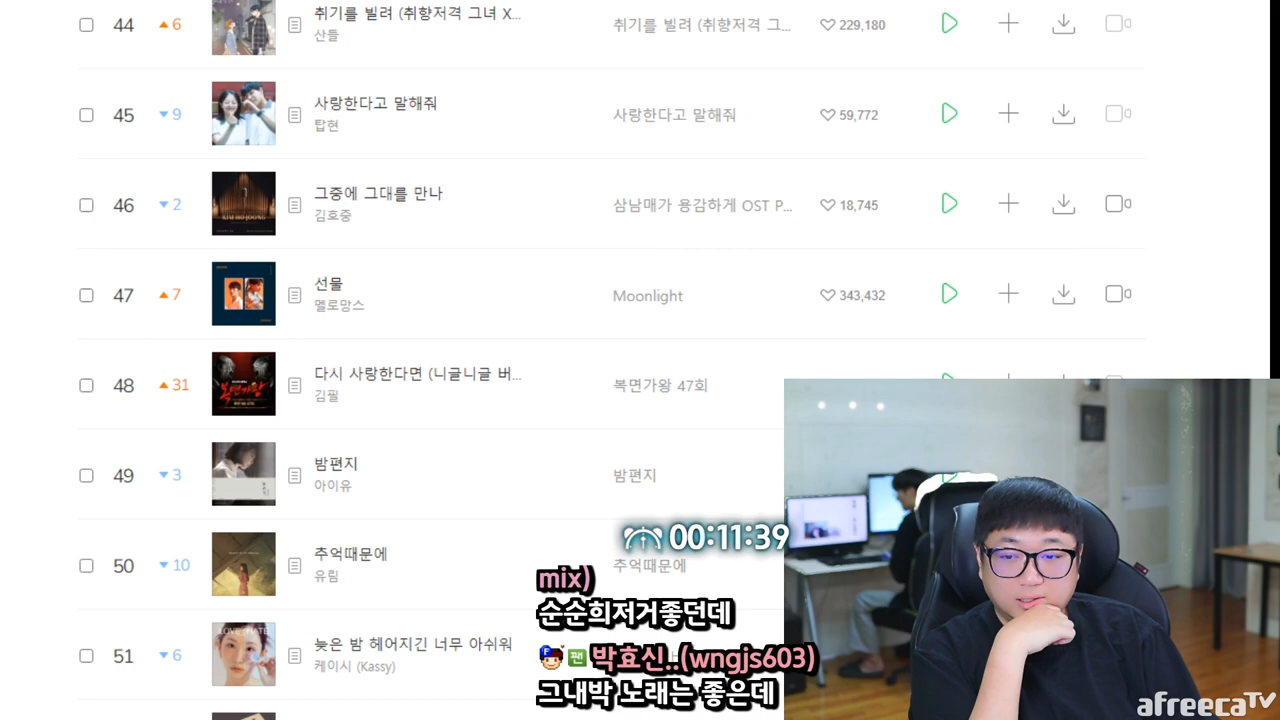 44 6 취기를 빌려 (취향저격 그녀 X... 취기를 빌려 (취향저격 그... 229,180
산들
45 9 사랑한다고 말해줘 사랑한다고 말해줘 59,772
탑현
46 2 그중에 그대를 만나 삼남매가 용감하게 OST P... 18,745
김호중
47 7 선물 Moonlight 343,432
멜로망스
48 31 다시 사랑한다면 (니글니글 버... 복면가왕 47회
김필
49 3 밤편지 밤편지
아이유
00:11:39
50 10 추억때문에 추억때문에
유림
51 6 늦은 밤 헤어지긴 너무 아쉬워
케이시 (Kassy)
mix)
순순희저거좋던데
팬 박효신..(wngjs603)
그내박 노래는 좋은데
afreecaTV